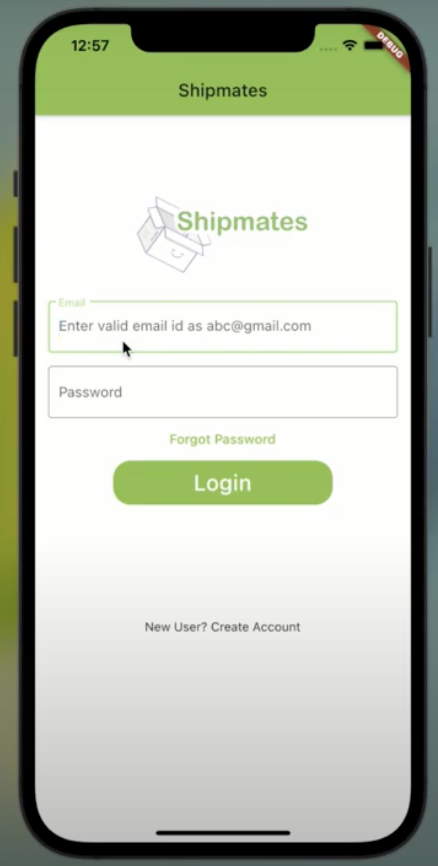 12:57
DEBUG
Shipmates
Shipmates
Email
Enter valid email id as abc@gmail.com
Password
Forgot Password
Login
New User? Create Account